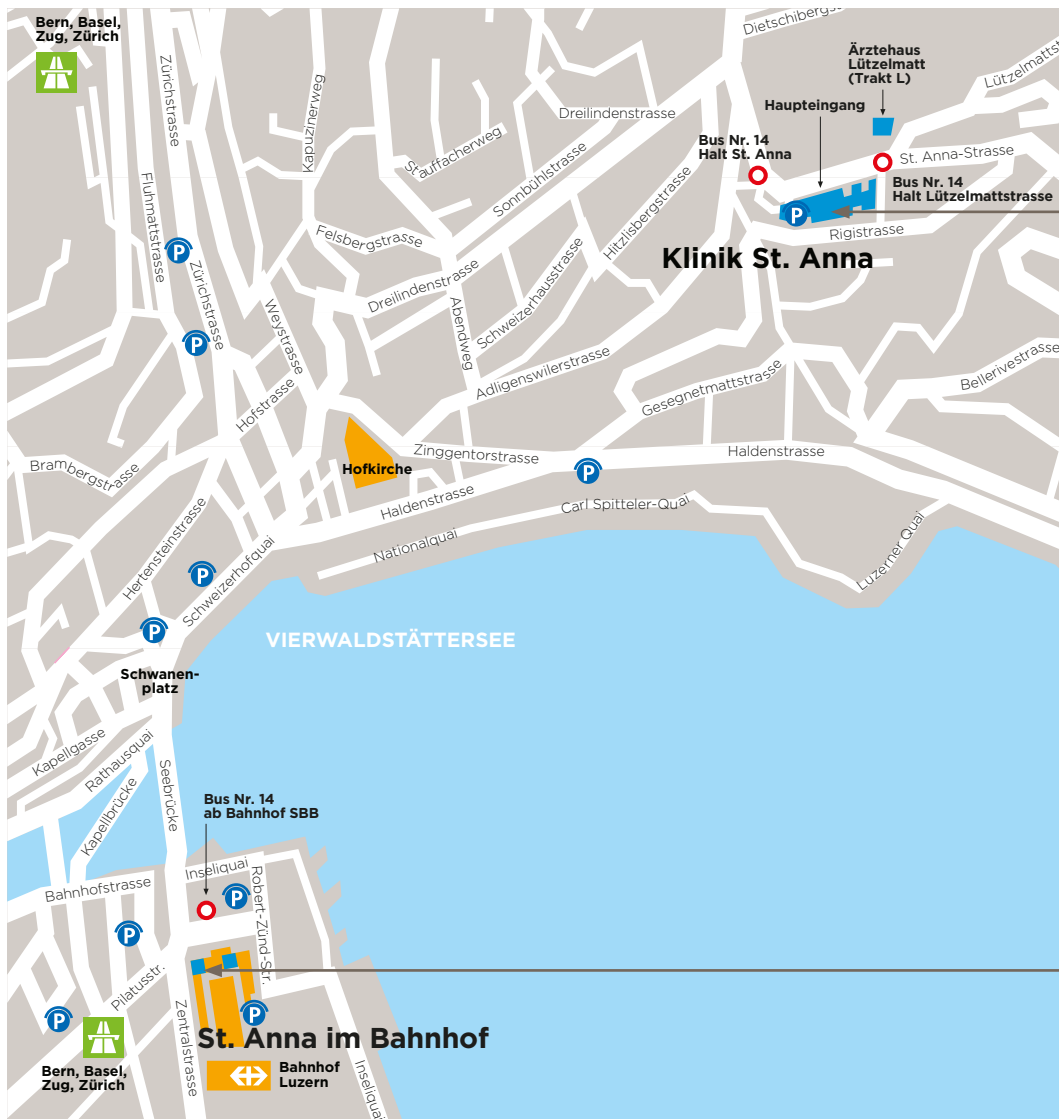 Bern, Basel,
Zug, Zürich
Zürichstrasse
Kapuzinerweg
Stauffacherweg
Dreilindenstrasse
Sonnbühlstrasse
Dietschibergst
Ärztehaus
Lützelmatt
(Trakt L)
Lützelmattst
Haupteingang
Bus Nr. 14
Halt St. Anna
St. Anna-Strasse
Bus Nr. 14
Halt Lützelmattstrasse
P
Rigistrasse
Klinik St. Anna
Fluhmattstrasse
P
Zürichstrasse
Felsbergstrasse
Dreilindenstrasse
Hitzlisbergstrasse
Schweizerhausstrasse
Abendweg
Weystrasse
P
Adligenswilerstrasse
Gesegnetmattstrasse
Bellerivestrasse
Hofstrasse
Brambergstrasse
Hofkirche
Zinggentorstrasse
P
Haldenstrasse
Haldenstrasse
Carl Spitteler-Quai
Nationalquai
Luzerner Quai
Hertensteinstrasse
P
Schweizerhofquai
P
VIERWALDSTÄTTERSEE
Schwanen-
platz
Kapellgasse
Rathausquai
Kapellbrücke
Seebrücke
Bus Nr. 14
ab Bahnhof SBB
Bahnhofstrasse
Inseliquai
P
Robert-Zünd-Str.
P
Pilatusstr.
P
P
Zentralstrasse
St. Anna im Bahnhof
Bern, Basel,
Zug, Zürich
Bahnhof
Luzern
Inseliquai